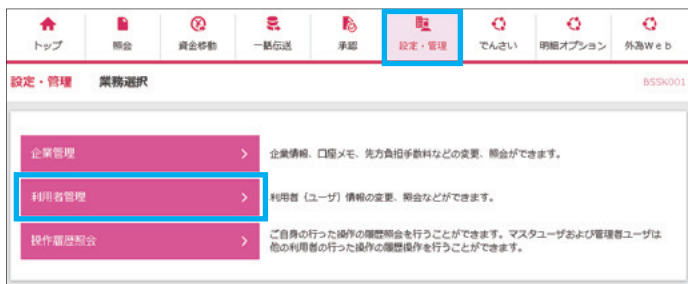 トップ
照会
資金移動
一括伝送
承認
設定・管理
でんさい
明細オプション
外為Web
設定・管理 業務選択
BSSK001
企業管理
企業情報、口座メモ、先方負担手数料などの変更、照会ができます。
利用者管理
利用者(ユーザ)情報の変更、照会などができます。
操作履歴照会
ご自身の行った操作の履歴照会を行うことができます。マスタユーザおよび管理者ユーザは
他の利用者の行った操作の履歴操作を行うことができます。